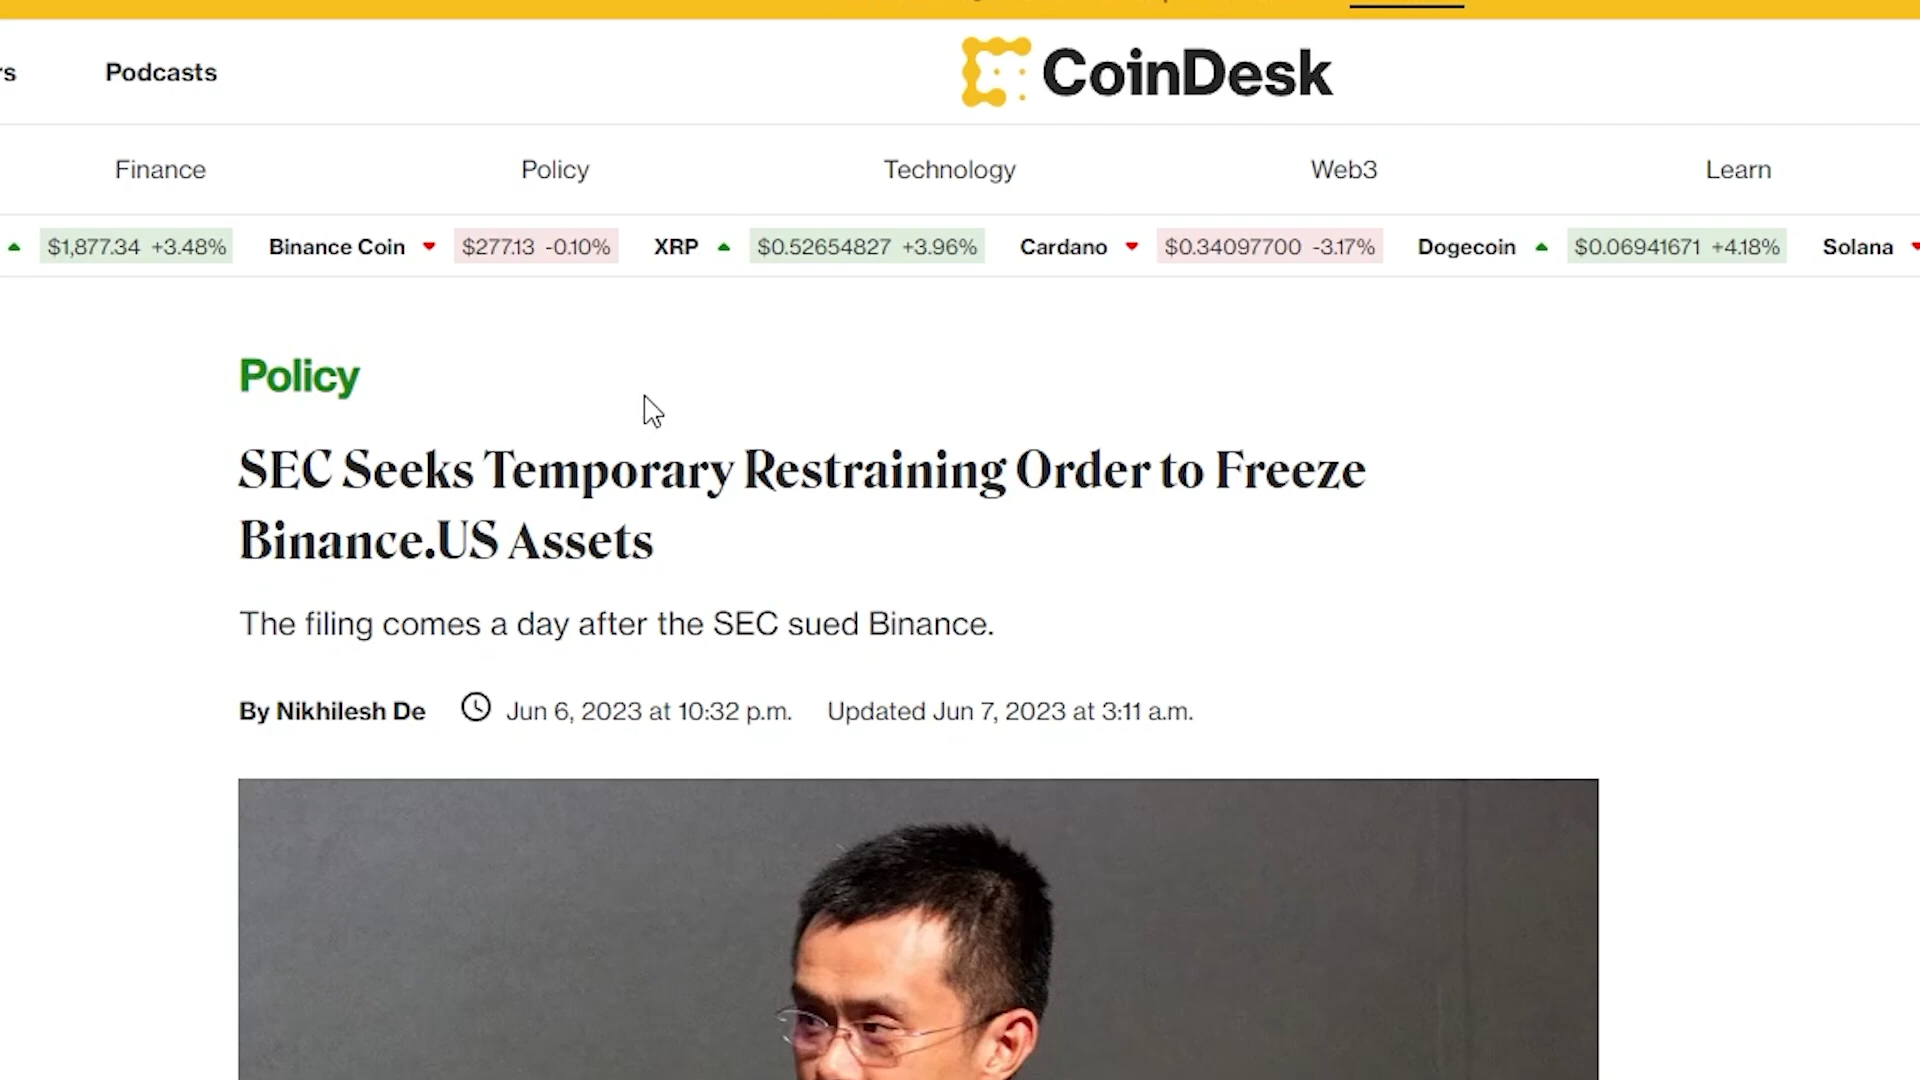 rs Podcasts CoinDesk
Finance Policy Technology Web3 Learn
$1,877.34 +3.48% Binance Coin $277.13 -0.10% XRP $0.52654827 +3.96% Cardano $0.34097700 -3.17% Dogecoin $0.06941671 +4.18% Solana
Policy
SEC Seeks Temporary Restraining Order to Freeze
Binance.US Assets
The filing comes a day after the SEC sued Binance.
By Nikhilesh De Jun 6, 2023 at 10:32 p.m. Updated Jun 7, 2023 at 3:11 a.m.